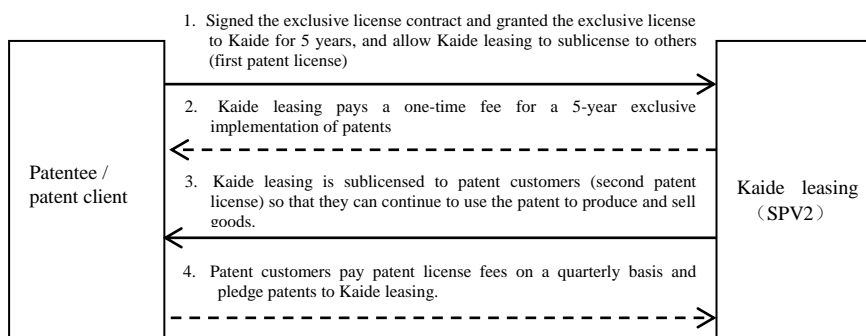 1. Signed the exclusive license contract and granted the exclusive license
to Kaide for 5 years, and allow Kaide leasing to sublicense to others
(first patent license)
2. Kaide leasing pays a one-time fee for a 5-year exclusive
implementation of patents
Patentee /
patent client
3. Kaide leasing is sublicensed to patent customers (second patent
license) so that they can continue to use the patent to produce and sell
goods.
Kaide leasing
（SPV2）
4. Patent customers pay patent license fees on a quarterly basis and
pledge patents to Kaide leasing.